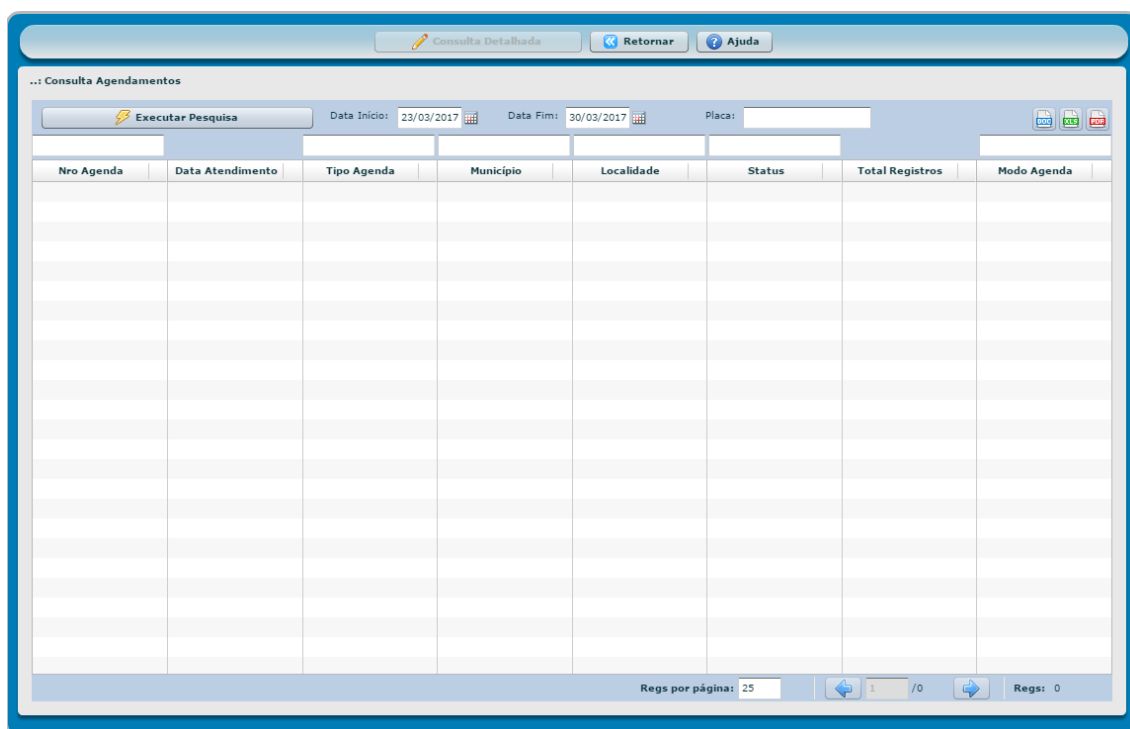 Consulta Detalhada Retornar Ajuda
..: Consulta Agendamentos
Executar Pesquisa Data Início: 23/03/2017 Data Fim: 30/03/2017 Placa: DOC XLS PDF
Nro Agenda Data Atendimento Tipo Agenda Município Localidade Status Total Registros Modo Agenda
Regs por página: 25 1 /0 Regs: 0